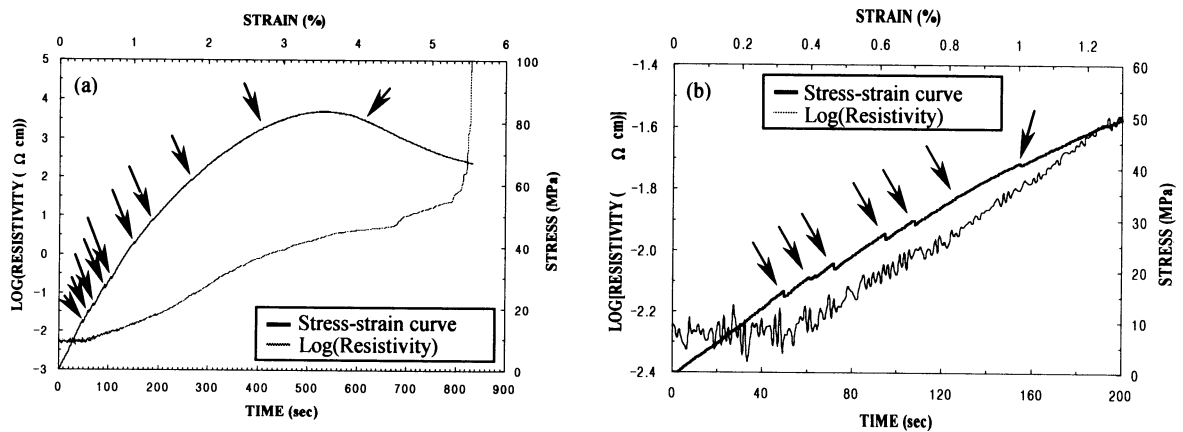 STRAIN (%)
0 1 2 3 4 5 6
(a)
5
4
3
2
1
0
-1
-2
-3
LOG(RESISTIVITY ( Ω cm))
100
80
60
40
20
0
STRESS (MPa)
Stress-strain curve
Log(Resistivity)
0 100 200 300 400 500 600 700 800 900
TIME (sec)
STRAIN (%)
0 0.2 0.4 0.6 0.8 1 1.2
(b)
-1.4
-1.6
-1.8
-2.0
-2.2
-2.4
LOG[RESISTIVITY ( Ω cm)]
60
50
40
30
20
10
0
STRESS (MPa)
Stress-strain curve
Log(Resistivity)
0 40 80 120 160 200
TIME (sec)